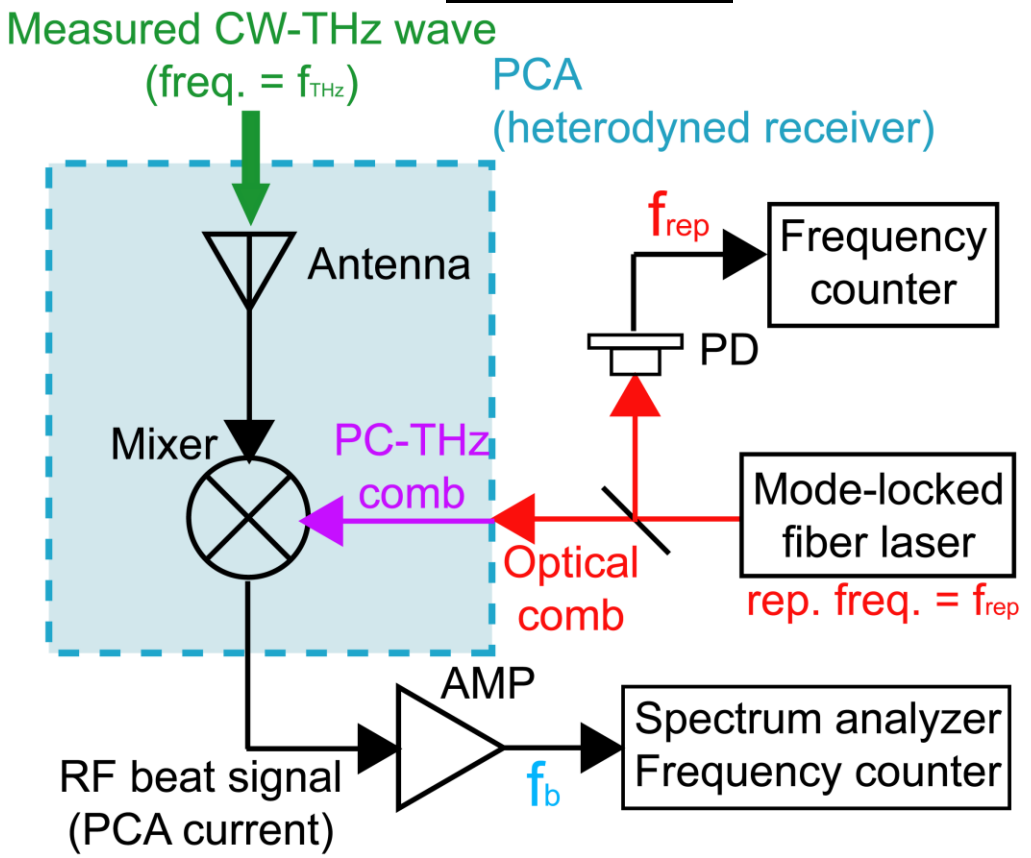 Measured CW-THz wave
(freq. = fTHz)
PCA
(heterodyned receiver)
frep
Frequency
counter
Antenna
PD
Mixer
PC-THz
comb
Mode-locked
fiber laser
Optical
comb
rep. freq. = frep
AMP
Spectrum analyzer
Frequency counter
fb
RF beat signal
(PCA current)